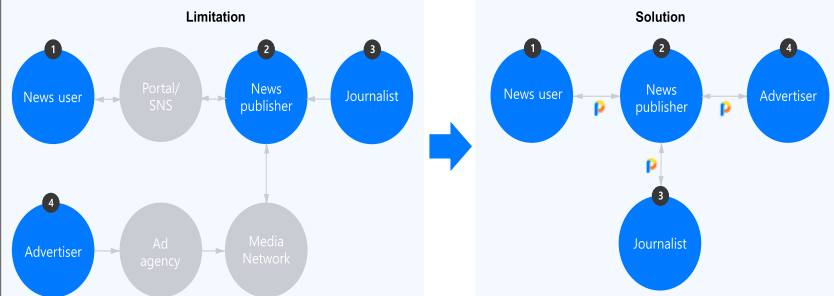 Limitation
Solution
1
2
3
News user
Portal/
SNS
News
publisher
Journalist
4
Advertiser
Ad
agency
Media
Network
1
2
4
News user
News
publisher
Advertiser
p
p
p
3
Journalist